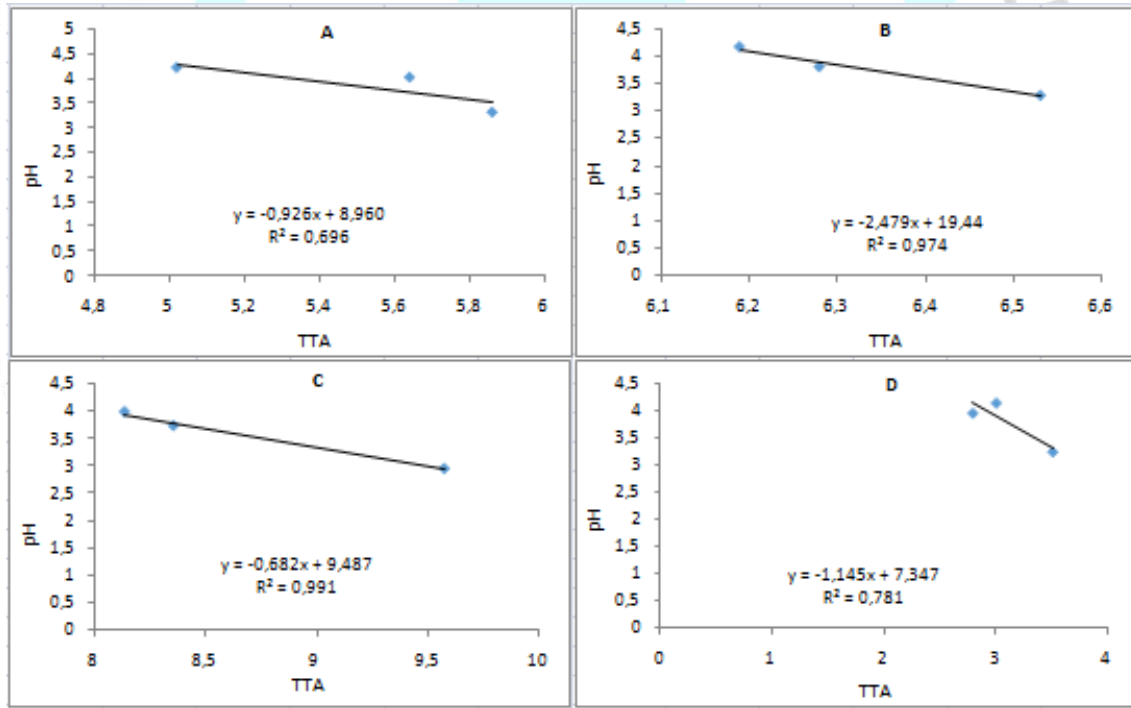 A
5
4,5
4
3,5
3
2,5
2
1,5
1
0,5
0
pH
y = -0,926x + 8,960
R² = 0,696
4,8 5 5,2 5,4 5,6 5,8 6
TTA
B
4,5
4
3,5
3
2,5
2
1,5
1
0,5
0
pH
y = -2,479x + 19,44
R² = 0,974
6,1 6,2 6,3 6,4 6,5 6,6
TTA
C
4,5
4
3,5
3
2,5
2
1,5
1
0,5
0
pH
y = -0,682x + 9,487
R² = 0,991
8 8,5 9 9,5 10
TTA
D
4,5
4
3,5
3
2,5
2
1,5
1
0,5
0
pH
y = -1,145x + 7,347
R² = 0,781
0 1 2 3 4
TTA